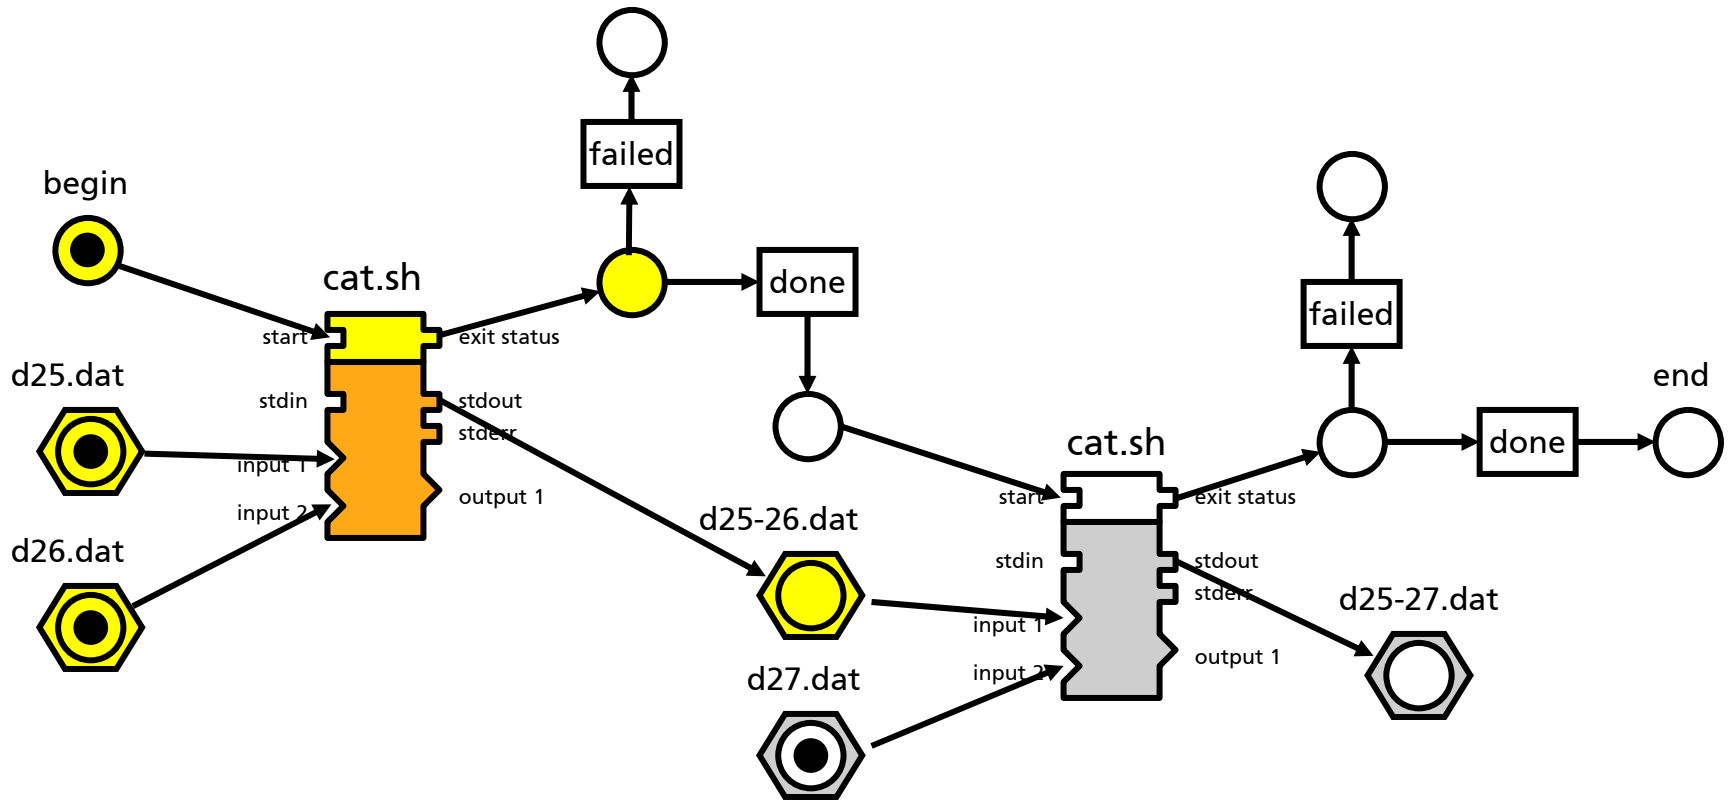 failed
begin
cat.sh
start
exit status
done
d25.dat
stdin
stdout
stderr
input 1
output 1
input 2
d26.dat
failed
end
cat.sh
done
start
exit status
d25-26.dat
stdin
stdout
stderr
d25-27.dat
input 1
output 1
input 2
d27.dat